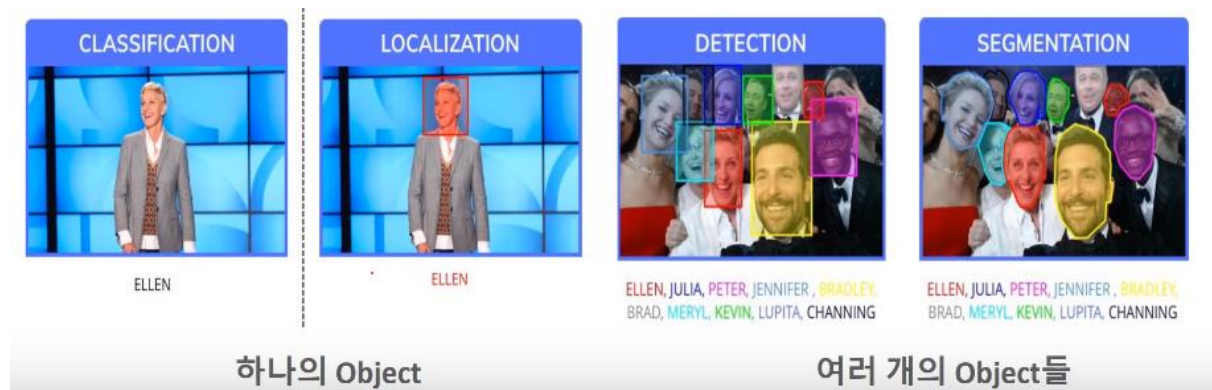 CLASSIFICATION
ELLEN
LOCALIZATION
ELLEN
DETECTION
ELLEN, JULIA, PETER, JENNIFER , BRADLEY,
BRAD, MERYL, KEVIN, LUPITA, CHANNING
SEGMENTATION
ELLEN, JULIA, PETER, JENNIFER , BRADLEY,
BRAD, MERYL, KEVIN, LUPITA, CHANNING
하나의 Object
여러 개의 Object들